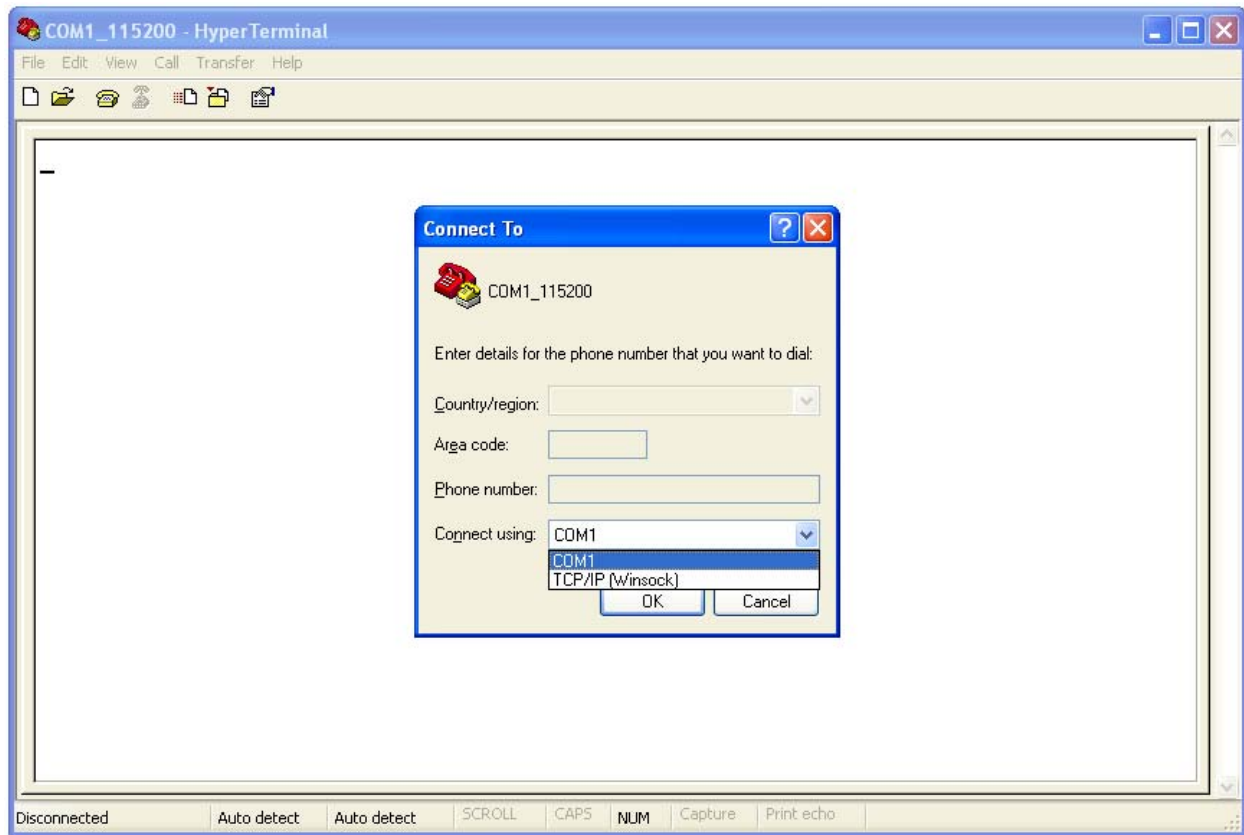 COM1_115200 - HyperTerminal
File Edit View Call Transfer Help
Connect To
COM1_115200
Enter details for the phone number that you want to dial:
Country/region:
Area code:
Phone number:
Connect using: COM1
COM1
TCP/IP (Winsock)
OK Cancel
Disconnected Auto detect Auto detect SCROLL CAPS NUM Capture Print echo